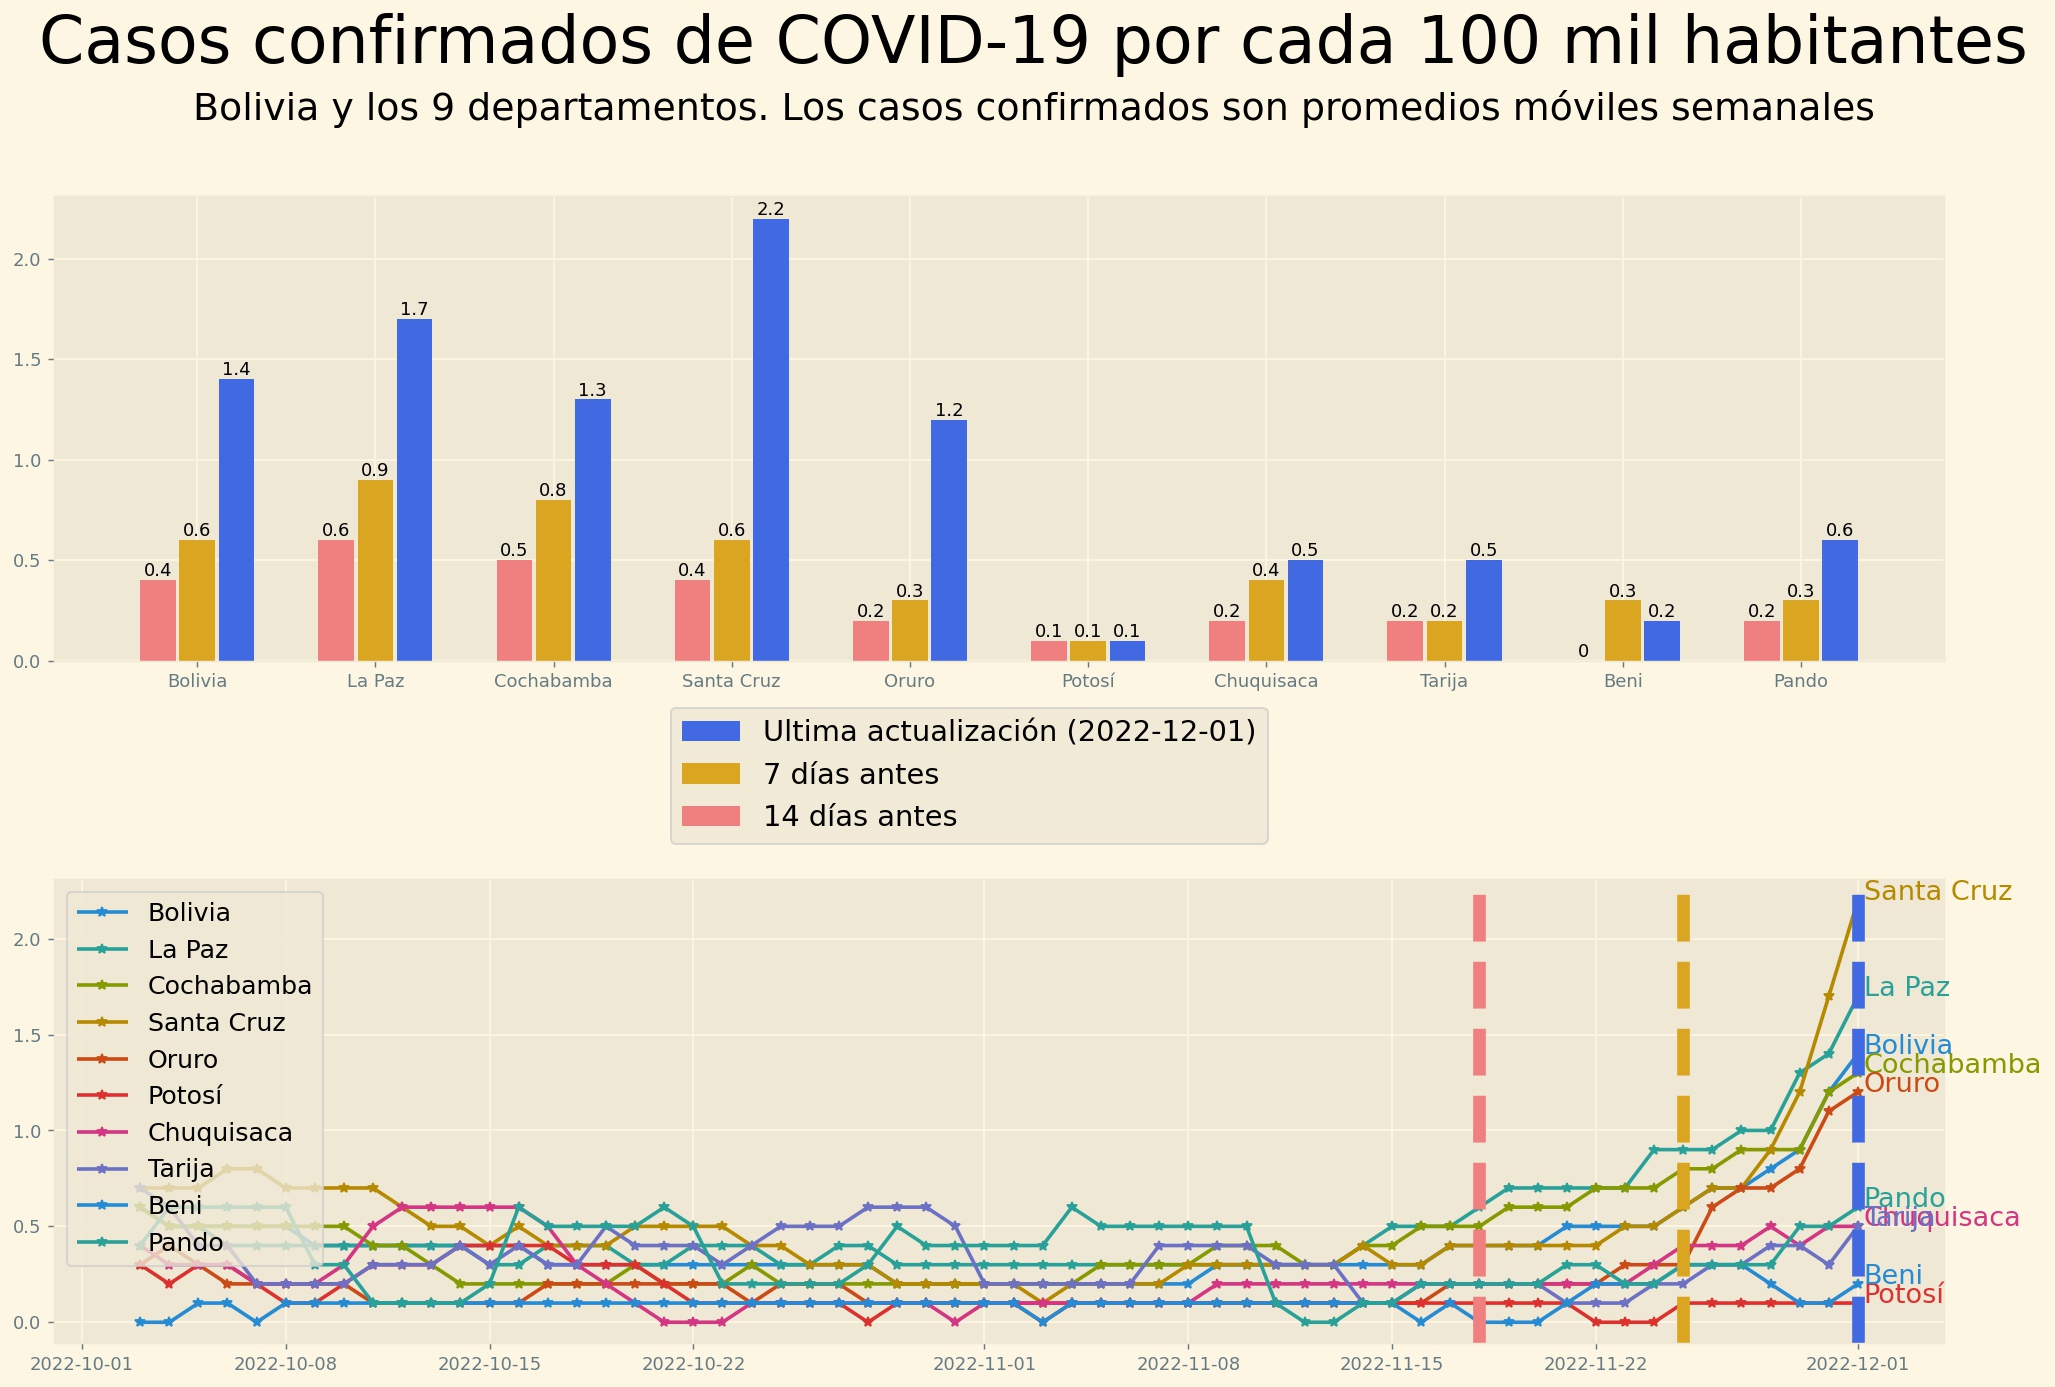 Casos confirmados de COVID-19 por cada 100 mil habitantes
Bolivia y los 9 departamentos. Los casos confirmados son promedios móviles semanales
2.2
2.0
1.7
1.5
1.4
1.3
1.2
1.0
0.9
0.8
0.6 0.6 0.6 0.6
0.5 0.5 0.5 0.5
0.4 0.4 0.4
0.3 0.3 0.3
0.2 0.2 0.2 0.2 0.2 0.2
0.1 0.1 0.1
0
0.0
Bolivia La Paz Cochabamba Santa Cruz Oruro Potosí Chuquisaca Tarija Beni Pando
Ultima actualización (2022-12-01)
7 días antes
14 días antes
Bolivia
La Paz
Cochabamba
Santa Cruz
Oruro
Potosí
Chuquisaca
Tarija
Beni
Pando
2.0
1.5
1.0
0.5
0.0
Santa Cruz
La Paz
Bolivia
Cochabamba
Oruro
Pando
Chuquisaca
Tarija
Beni
Potosí
2022-10-01 2022-10-08 2022-10-15 2022-10-22 2022-11-01 2022-11-08 2022-11-15 2022-11-22 2022-12-01